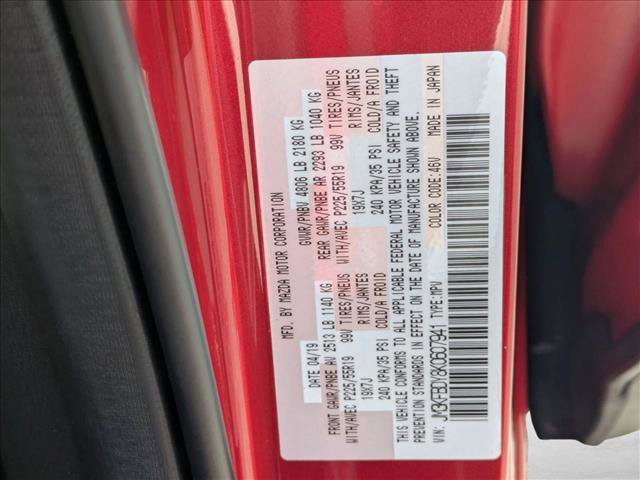 MFD. BY MAZDA MOTOR CORPORATION
DATE 04/19 GVWR/PNBV 4806 LB 2180 KG
FRONT GAWR/PNBE AV 2513 LB 1140 KG REAR GAWR/PNBE AR 2293 LB 1040 KG
WITH/AVEC P225/55R19 99V TIRES/PNEUS WITH/AVEC P225/55R19 99V TIRES/PNEUS
19X7J RIMS/JANTES 19X7J RIMS/JANTES
240 KPA/35 PSI COLD/A FROID 240 KPA/35 PSI COLD/A FROID
THIS VEHICLE CONFORMS TO ALL APPLICABLE FEDERAL MOTOR VEHICLE SAFETY AND THEFT
PREVENTION STANDARDS IN EFFECT ON THE DATE OF MANUFACTURE SHOWN ABOVE.
COLOR CODE:46V MADE IN JAPAN
VIN: JM3KFBDY3K0607941 TYPE:MPV